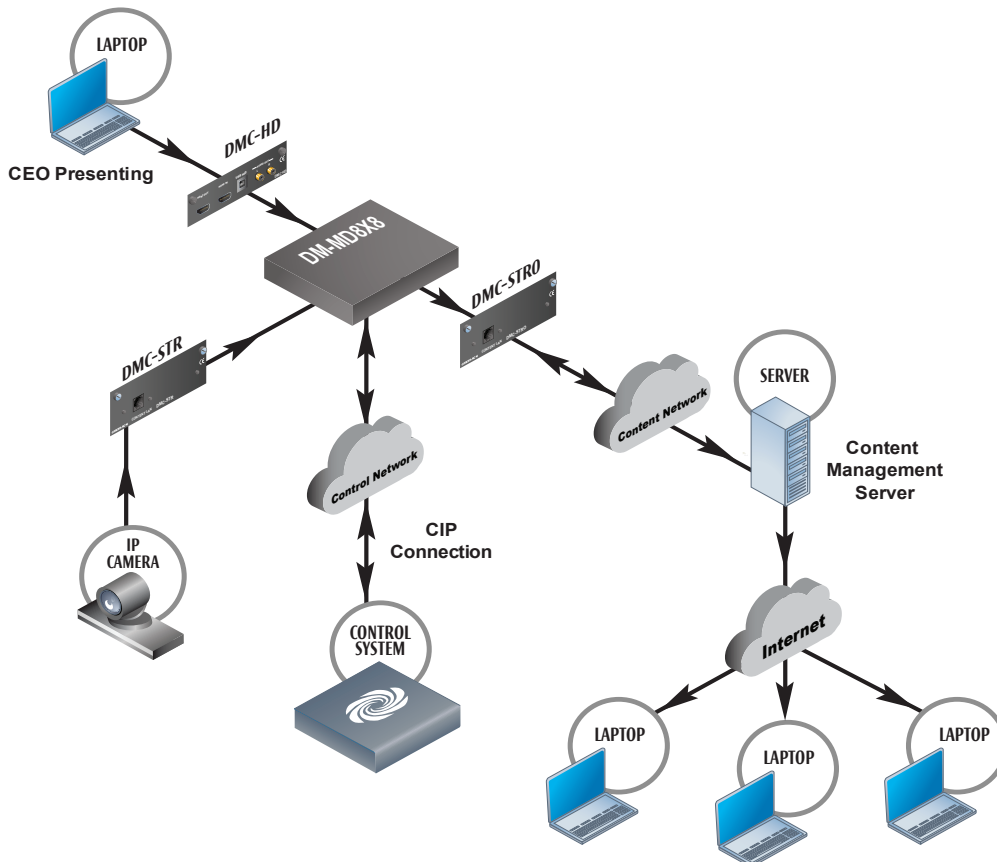 LAPTOP
CEO Presenting
DMC-HD
DM-MD8X8
DMC-STRO
DMC-STR
Content Network
SERVER
Content
Management
Server
Control Network
CIP
Connection
IP
CAMERA
CONTROL
SYSTEM
Internet
LAPTOP
LAPTOP
LAPTOP